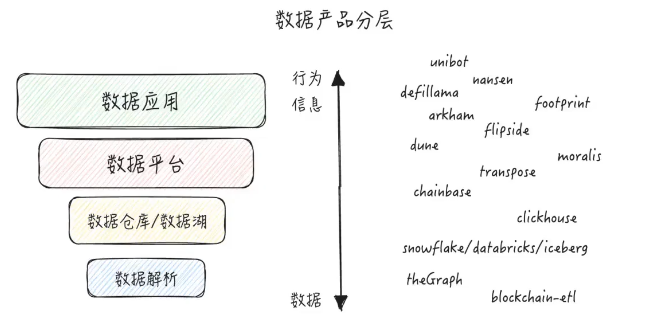 数据产品分层
数据应用
数据平台
数据仓库/数据湖
数据解析
行为
信息
数据
unibot
nansen
defillama
footprint
arkham
flipside
dune
moralis
transpose
chainbase
clickhouse
snowflake/databricks/iceberg
theGraph
blockchain-etl